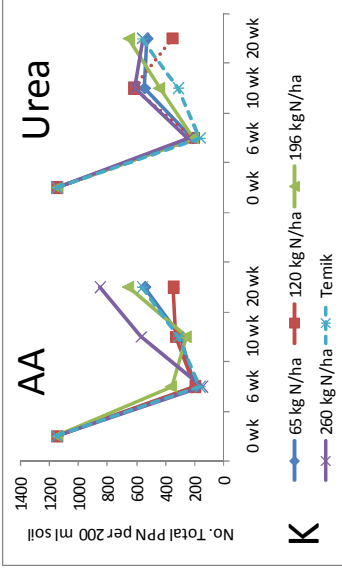 AA
Urea
No. Total PPN per 200 ml soil
1400
1200
1000
800
600
400
200
0
0 wk 6 wk 10 wk 20 wk 0 wk 6 wk 10 wk 20 wk
K
65 kg N/ha 120 kg N/ha 196 kg N/ha
260 kg N/ha Temik